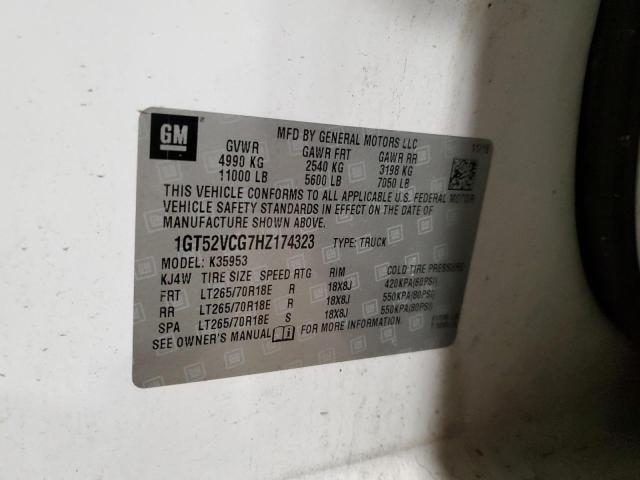 GM
MFD BY GENERAL MOTORS LLC
GVWR GAWR FRT GAWR RR
4990 KG 2540 KG 3198 KG
11000 LB 5600 LB 7050 LB
THIS VEHICLE CONFORMS TO ALL APPLICABLE U.S. FEDERAL MOTOR
VEHICLE SAFETY STANDARDS IN EFFECT ON THE DATE OF
MANUFACTURE SHOWN ABOVE.
1GT52VCG7HZ174323 TYPE: TRUCK
MODEL: K35953
KJ4W TIRE SIZE SPEED RTG RIM COLD TIRE PRESSURE
FRT LT265/70R18E R 18X8J 420KPA(60PSI)
RR LT265/70R18E R 18X8J 550KPA(80PSI)
SPA LT265/70R18E S 18X8J 550KPA(80PSI)
SEE OWNER'S MANUAL FOR MORE INFORMATION.